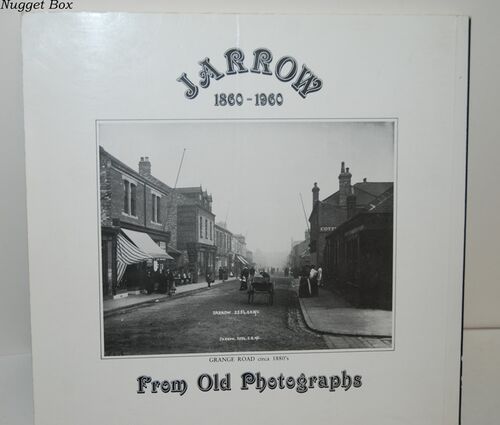 Nugget Box
JARROW
1860 - 1960
GRANGE ROAD circa 1880's
From Old Photographs